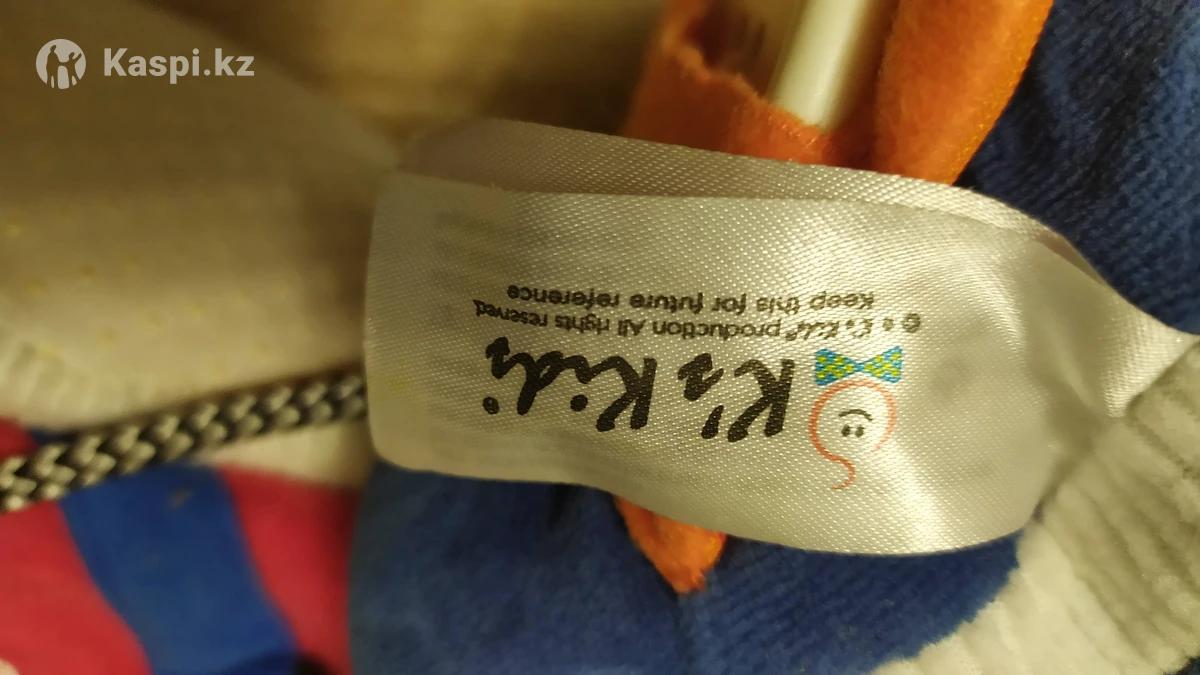 Kaspi.kz
K's Kids
© & K's Kids® production All rights reserved.
Keep this for future reference